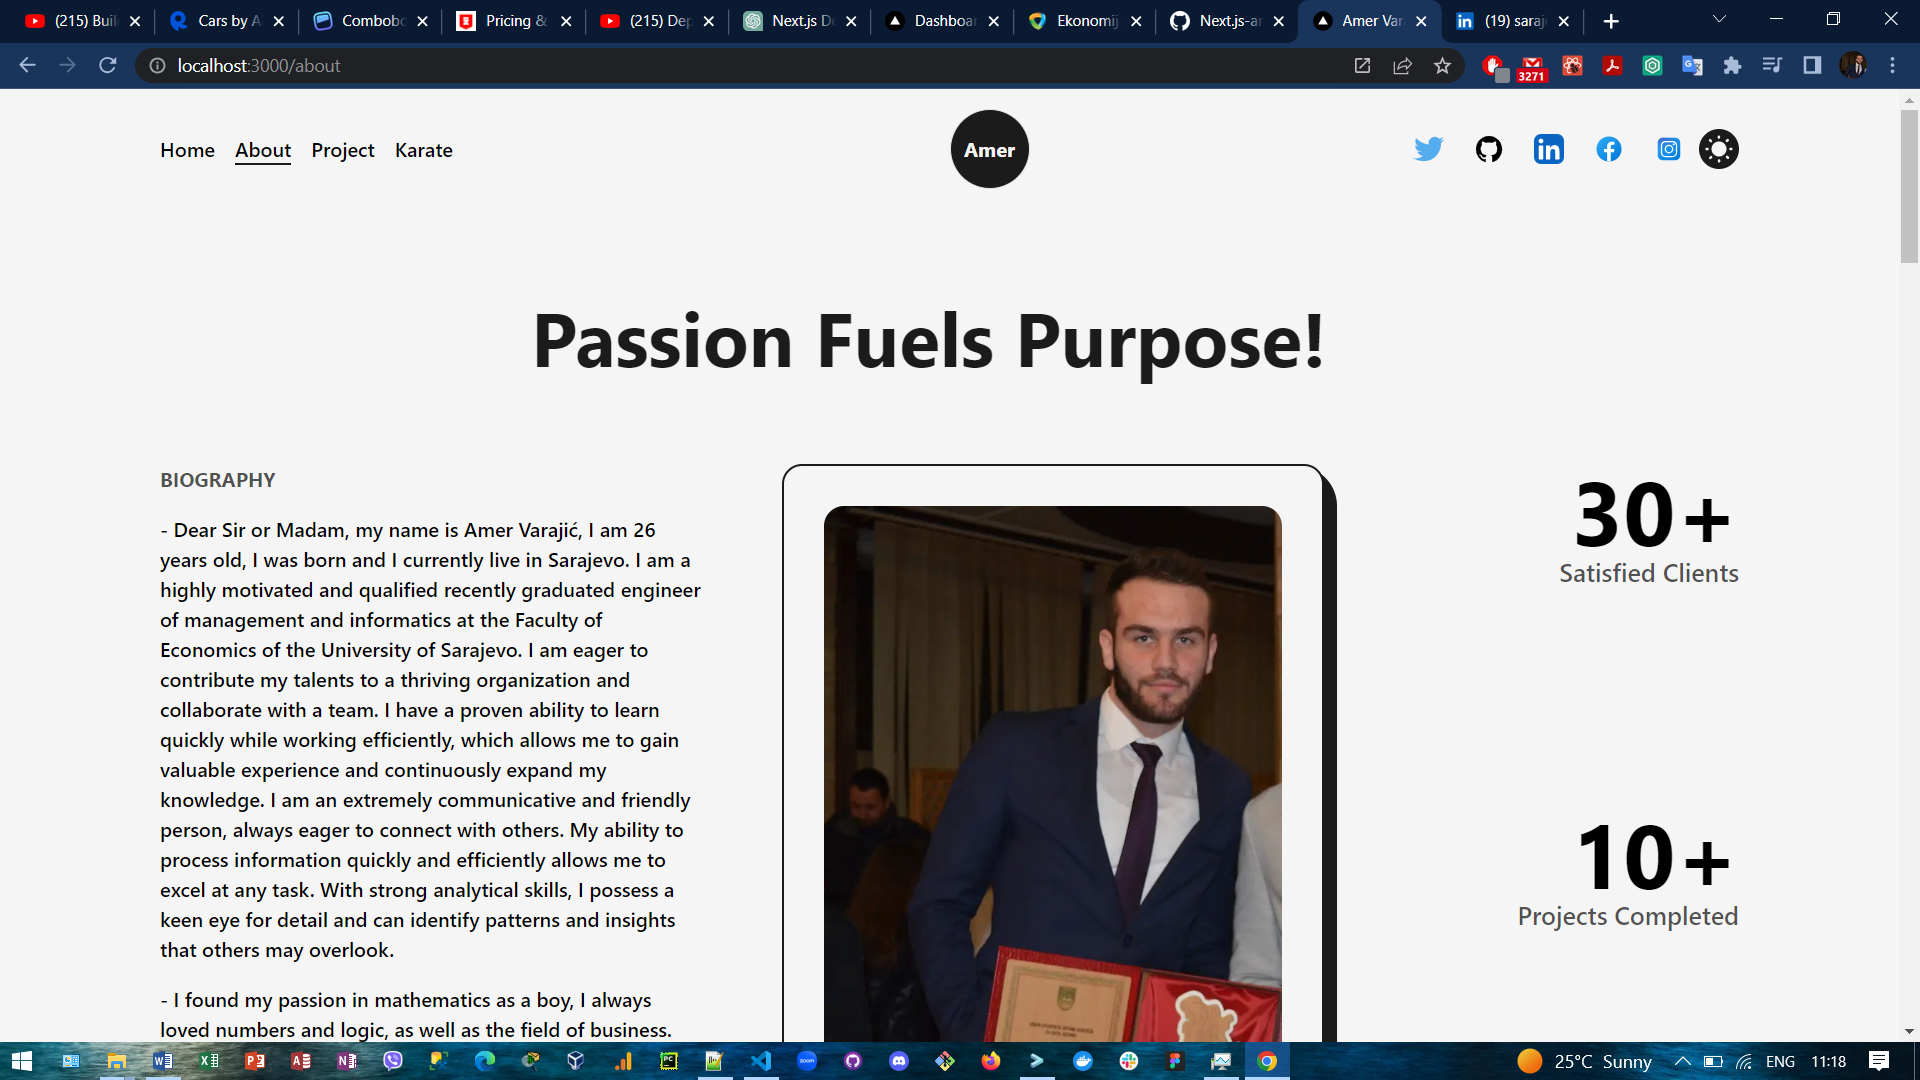 (215) Buil
Cars by A
Combobo
Pricing &
(215) Dep
Next.js De
Dashboar
Ekonomij
Next.js-ar
Amer Var
(19) saraje
localhost:3000/about
3271
Home About Project Karate
Amer
Passion Fuels Purpose!
BIOGRAPHY
- Dear Sir or Madam, my name is Amer Varajić, I am 26
years old, I was born and I currently live in Sarajevo. I am a
highly motivated and qualified recently graduated engineer
of management and informatics at the Faculty of
Economics of the University of Sarajevo. I am eager to
contribute my talents to a thriving organization and
collaborate with a team. I have a proven ability to learn
quickly while working efficiently, which allows me to gain
valuable experience and continuously expand my
knowledge. I am an extremely communicative and friendly
person, always eager to connect with others. My ability to
process information quickly and efficiently allows me to
excel at any task. With strong analytical skills, I possess a
keen eye for detail and can identify patterns and insights
that others may overlook.
- I found my passion in mathematics as a boy, I always
loved numbers and logic, as well as the field of business.
30+
Satisfied Clients
10+
Projects Completed
25°C Sunny
ENG
11:18